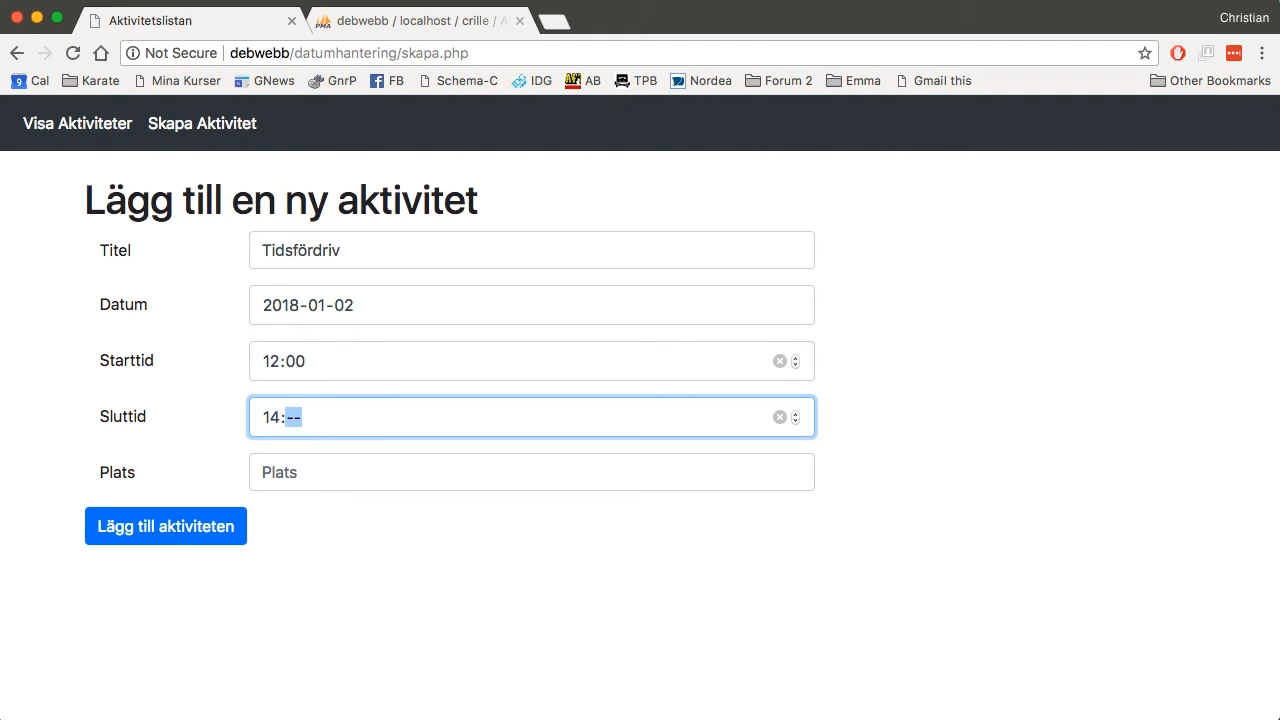 Aktivitetslistan
debwebb / localhost / crille /
Christian
Not Secure debwebb/datumhantering/skapa.php
9 Cal Karate Mina Kurser GNews GnrP FB Schema-C IDG AB TPB Nordea Forum 2 Emma Gmail this Other Bookmarks
Visa Aktiviteter Skapa Aktivitet
Lägg till en ny aktivitet
Titel Tidsfördriv
Datum 2018-01-02
Starttid 12:00
Sluttid 14:--
Plats Plats
Lägg till aktiviteten